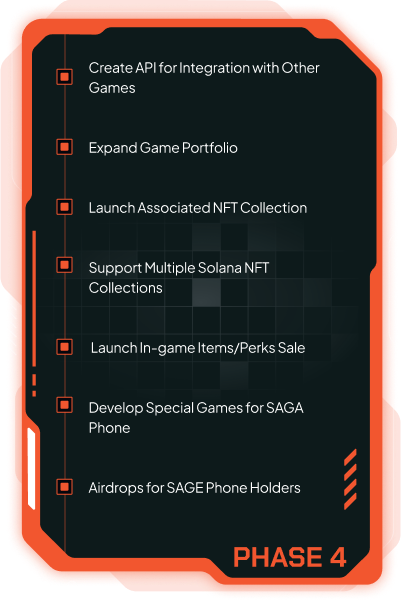 Create API for Integration with Other
Games
Expand Game Portfolio
Launch Associated NFT Collection
Support Multiple Solana NFT
Collections
Launch In-game Items/Perks Sale
Develop Special Games for SAGA
Phone
Airdrops for SAGE Phone Holders
PHASE 4